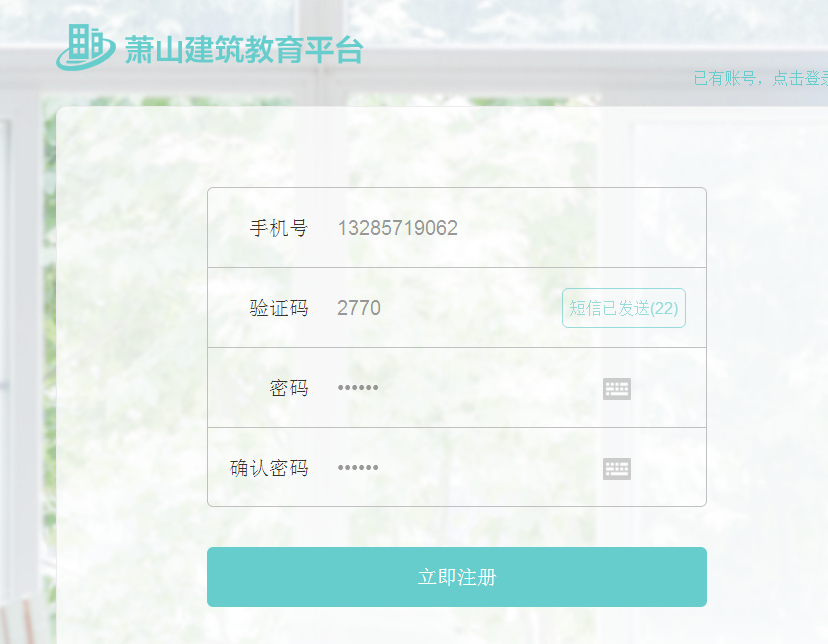 萧山建筑教育平台
已有账号，点击登录
手机号 13285719062
验证码 2770 短信已发送(22)
密码 ••••••
确认密码 ••••••
立即注册